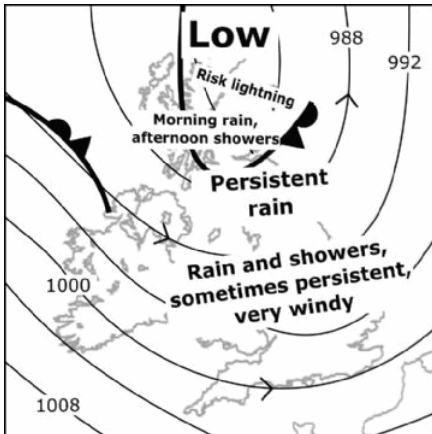 Low
988
992
Risk lightning
Morning rain,
afternoon showers
Persistent
rain
Rain and showers,
sometimes persistent,
very windy
1000
1008